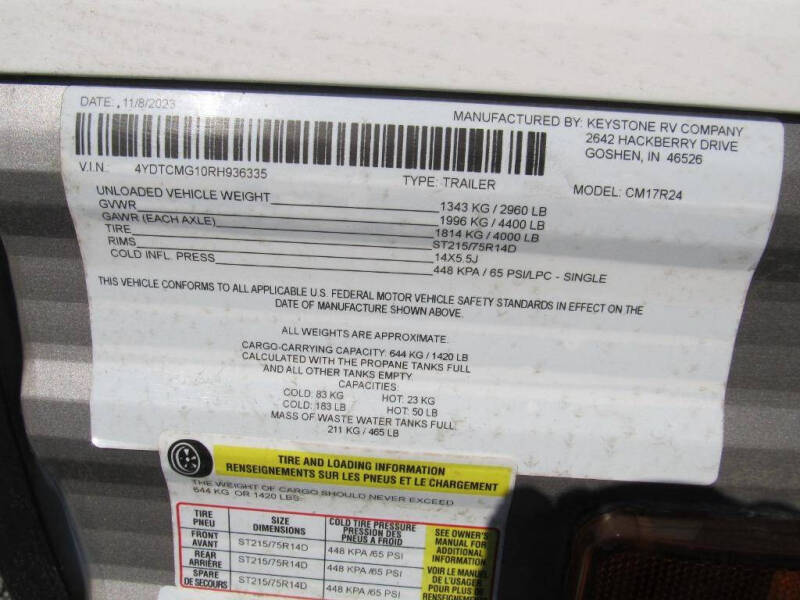 DATE: 11/8/2023
MANUFACTURED BY: KEYSTONE RV COMPANY
2642 HACKBERRY DRIVE
GOSHEN, IN 46526
V.I.N.: 4YDTCMG10RH936335
TYPE: TRAILER
MODEL: CM17R24
UNLOADED VEHICLE WEIGHT 1343 KG / 2960 LB
GVWR 1996 KG / 4400 LB
GAWR (EACH AXLE) 1814 KG / 4000 LB
TIRE ST215/75R14D
RIMS 14X5.5J
COLD INFL. PRESS 448 KPA / 65 PSI/LPC - SINGLE
THIS VEHICLE CONFORMS TO ALL APPLICABLE U.S. FEDERAL MOTOR VEHICLE SAFETY STANDARDS IN EFFECT ON THE
DATE OF MANUFACTURE SHOWN ABOVE.
ALL WEIGHTS ARE APPROXIMATE.
CARGO-CARRYING CAPACITY: 644 KG / 1420 LB
CALCULATED WITH THE PROPANE TANKS FULL
AND ALL OTHER TANKS EMPTY.
CAPACITIES:
COLD: 83 KG HOT: 23 KG
COLD: 183 LB HOT: 50 LB
MASS OF WASTE WATER TANKS FULL:
211 KG / 465 LB
TIRE AND LOADING INFORMATION
RENSEIGNEMENTS SUR LES PNEUS ET LE CHARGEMENT
THE WEIGHT OF CARGO SHOULD NEVER EXCEED
644 KG OR 1420 LBS.
TIRE
PNEU
SIZE
DIMENSIONS
COLD TIRE PRESSURE
PRESSION DES
PNEUS A FROID
FRONT
AVANT
ST215/75R14D
448 KPA /65 PSI
REAR
ARRIÈRE
ST215/75R14D
448 KPA /65 PSI
SPARE
DE SECOURS
ST215/75R14D
448 KPA /65 PSI
SEE OWNER'S
MANUAL FOR
ADDITIONAL
INFORMATION
VOIR LE MANUEL
DE L'USAGER
POUR PLUS DE